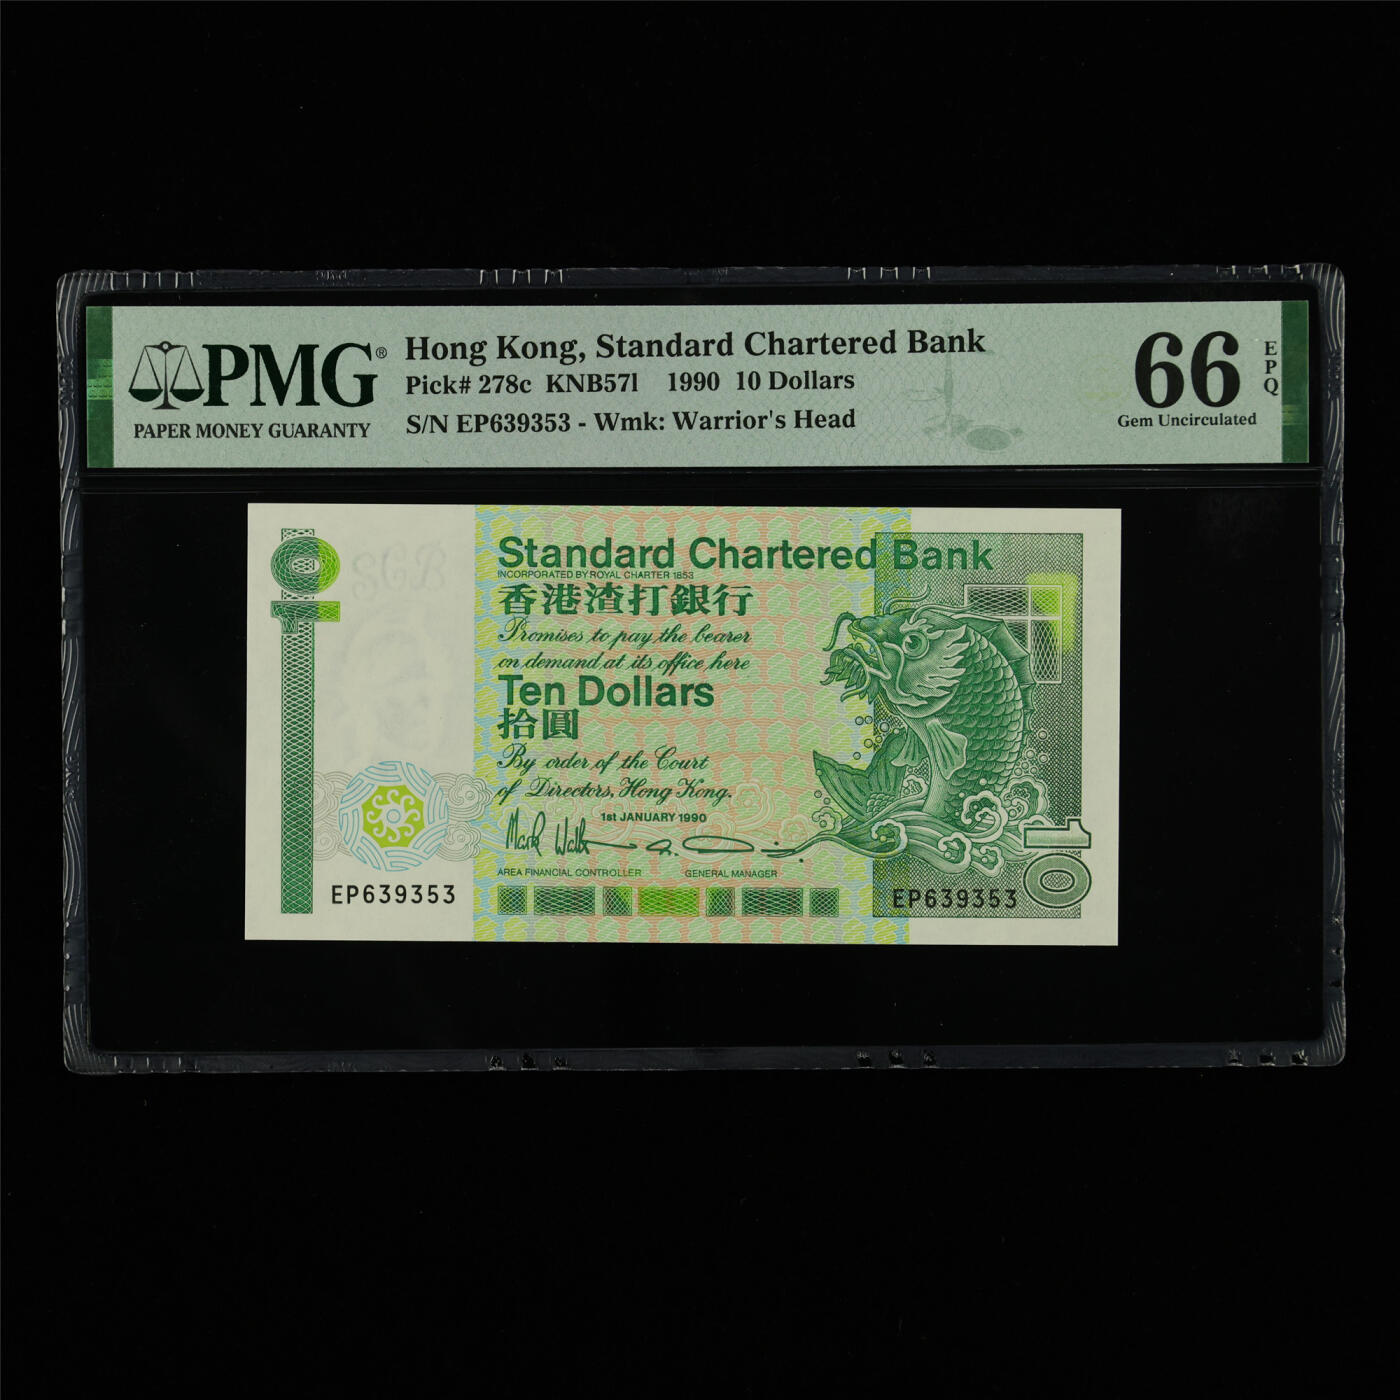 PMG®
PAPER MONEY GUARANTY
Hong Kong, Standard Chartered Bank
Pick# 278c KNB57l 1990 10 Dollars
S/N EP639353 - Wmk: Warrior's Head
66
EPQ
Gem Uncirculated
10
Standard Chartered Bank
INCORPORATED BY ROYAL CHARTER 1853
香港渣打銀行
Promises to pay the bearer
on demand at its office here
Ten Dollars
拾圓
By order of the Court
of Directors, Hong Kong.
1st JANUARY 1990
AREA FINANCIAL CONTROLLER GENERAL MANAGER
EP639353
EP639353
10